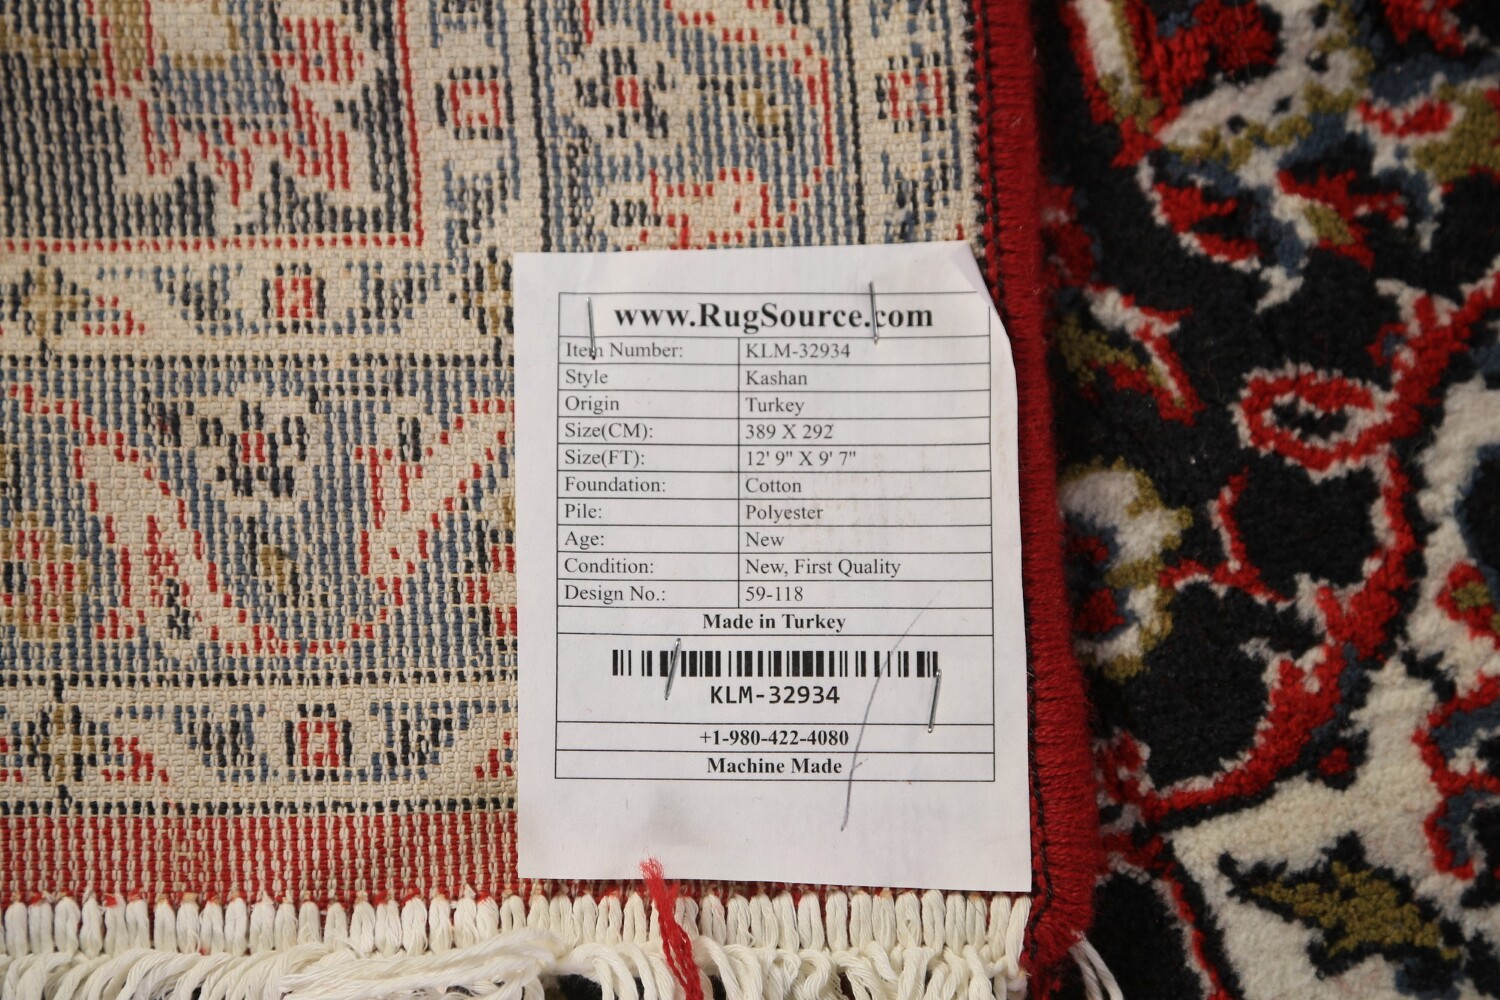 www.RugSource.com
Item Number: KLM-32934
Style Kashan
Origin Turkey
Size(CM): 389 X 292
Size(FT): 12' 9" X 9' 7"
Foundation: Cotton
Pile: Polyester
Age: New
Condition: New, First Quality
Design No.: 59-118
Made in Turkey
KLM-32934
+1-980-422-4080
Machine Made